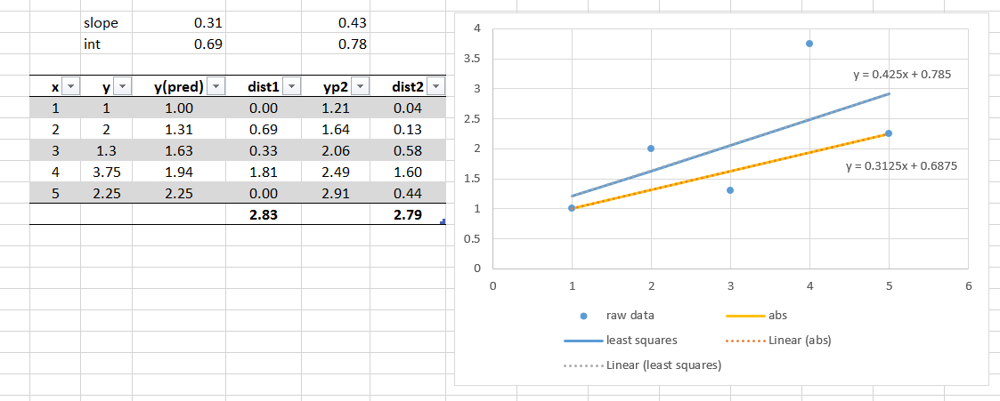 slope 0.31 0.43
int 0.69 0.78
x y y(pred) dist1 yp2 dist2
1 1 1.00 0.00 1.21 0.04
2 2 1.31 0.69 1.64 0.13
3 1.3 1.63 0.33 2.06 0.58
4 3.75 1.94 1.81 2.49 1.60
5 2.25 2.25 0.00 2.91 0.44
2.83 2.79
4
3.5
3
2.5
2
1.5
1
0.5
0
y = 0.425x + 0.785
y = 0.3125x + 0.6875
0 1 2 3 4 5 6
raw data abs
least squares Linear (abs)
Linear (least squares)